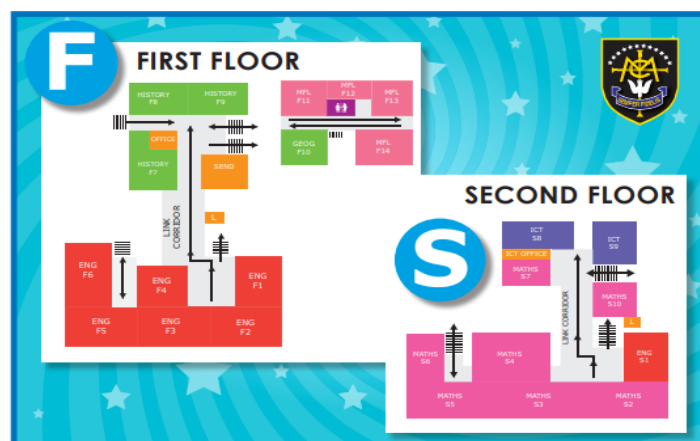 F
FIRST FLOOR
HISTORY
F8
HISTORY
F9
MFL
F11
MFL
F12
MFL
F13
OFFICE
HISTORY
F7
SEND
GEOG
F10
MFL
F14
LINK
CORRIDOR
L
ENG
F6
ENG
F4
ENG
F1
ENG
F5
ENG
F3
ENG
F2
SEMPER FIDELIS
SECOND FLOOR
S
ICT
S8
ICT
S9
ICT OFFICE
MATHS
S7
MATHS
S10
LINK CORRIDOR
L
MATHS
S6
MATHS
S4
ENG
S1
MATHS
S5
MATHS
S3
MATHS
S2